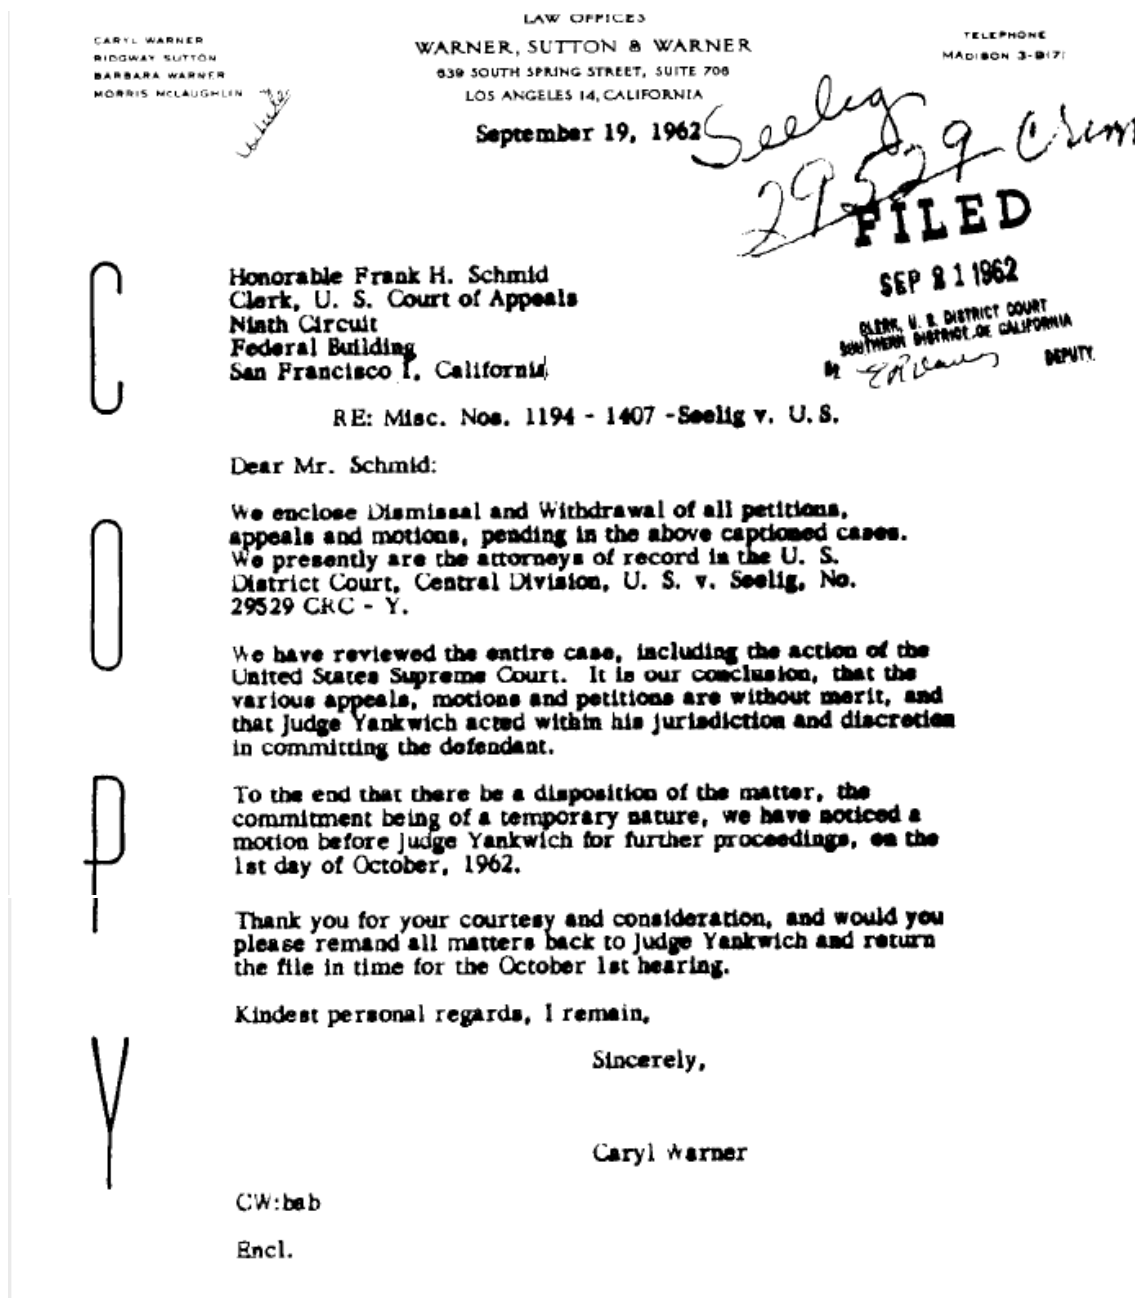 LAW OFFICES
WARNER, SUTTON & WARNER
639 SOUTH SPRING STREET, SUITE 708
LOS ANGELES 14, CALIFORNIA
CARYL WARNER
RIDGWAY SUTTON
BARBARA WARNER
MORRIS MCLAUGHLIN
TELEPHONE
MADISON 3-9171
September 19, 1962
Seelig
29529 Crim
FILED
SEP 21 1962
CLERK, U. S. DISTRICT COURT
SOUTHERN DISTRICT OF CALIFORNIA
By DEPUTY
Honorable Frank H. Schmid
Clerk, U. S. Court of Appeals
Ninth Circuit
Federal Building
San Francisco 1, California
RE: Misc. Nos. 1194 - 1407 -Seelig v. U.S.
Dear Mr. Schmid:
We enclose Dismissal and Withdrawal of all petitions,
appeals and motions, pending in the above captioned cases.
We presently are the attorneys of record in the U. S.
District Court, Central Division, U. S. v. Seelig, No.
29529 CRC - Y.
We have reviewed the entire case, including the action of the
United States Supreme Court. It is our conclusion, that the
various appeals, motions and petitions are without merit, and
that Judge Yankwich acted within his jurisdiction and discretion
in committing the defendant.
To the end that there be a disposition of the matter, the
commitment being of a temporary nature, we have noticed a
motion before Judge Yankwich for further proceedings, on the
1st day of October, 1962.
Thank you for your courtesy and consideration, and would you
please remand all matters back to Judge Yankwich and return
the file in time for the October 1st hearing.
Kindest personal regards, I remain,
Sincerely,
Caryl Warner
CW:bab
Encl.
COPY